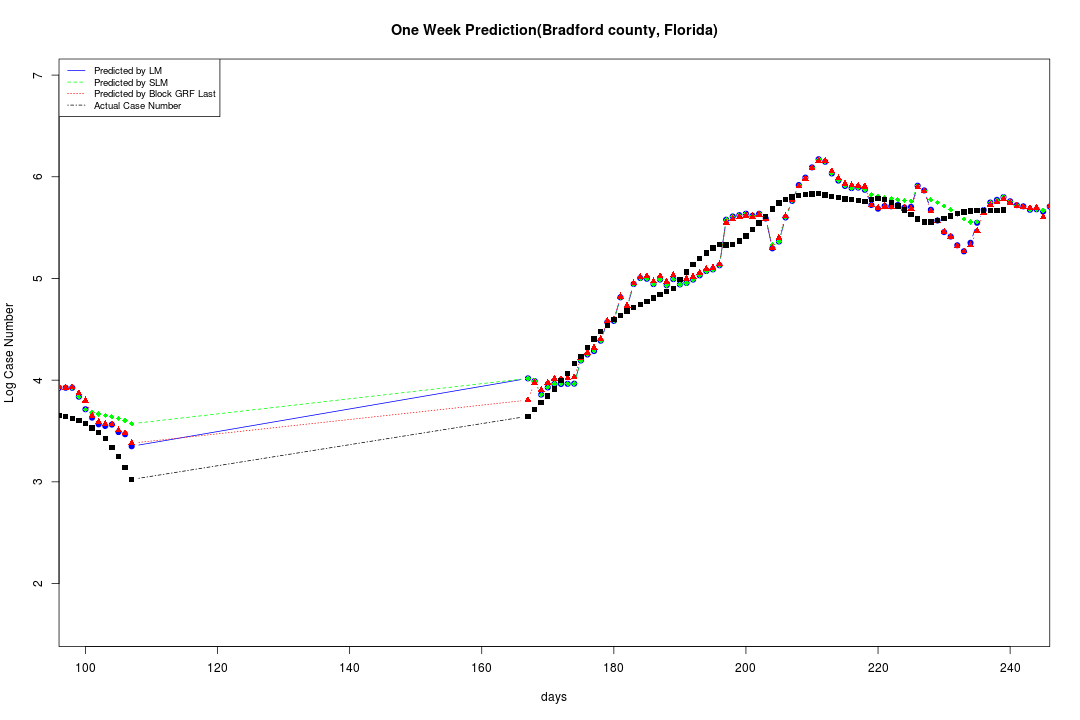 One Week Prediction(Bradford county, Florida)
Predicted by LM
Predicted by SLM
Predicted by Block GRF Last
Actual Case Number
7
6
5
4
3
2
Log Case Number
100 120 140 160 180 200 220 240
days